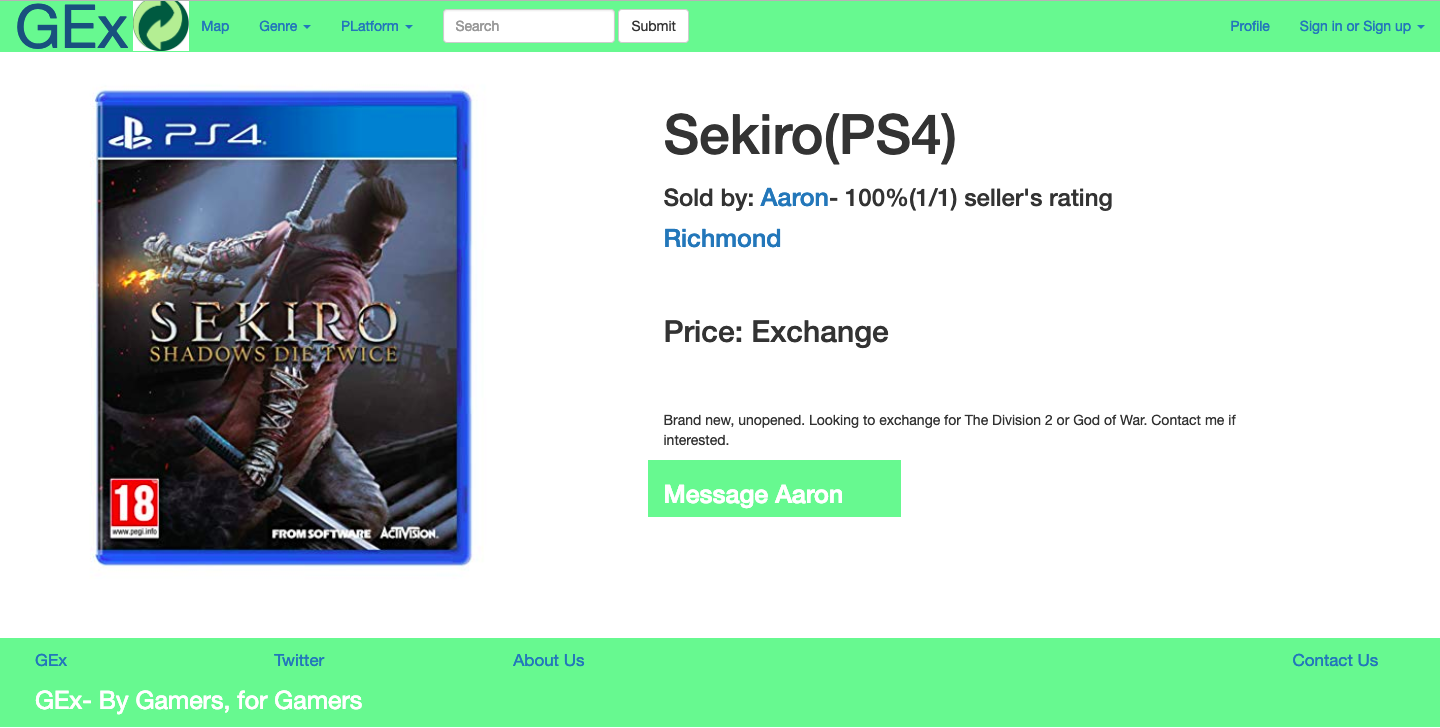 GEx
Map
Genre
PLatform
Search
Submit
Profile
Sign in or Sign up
PS4
SEKIRO™
SHADOWS DIE TWICE
18
www.pegi.info
FROMSOFTWARE
ACTIVISION.
Sekiro(PS4)
Sold by: Aaron- 100%(1/1) seller's rating
Richmond
Price: Exchange
Brand new, unopened. Looking to exchange for The Division 2 or God of War. Contact me if
interested.
Message Aaron
GEx
Twitter
About Us
Contact Us
GEx- By Gamers, for Gamers